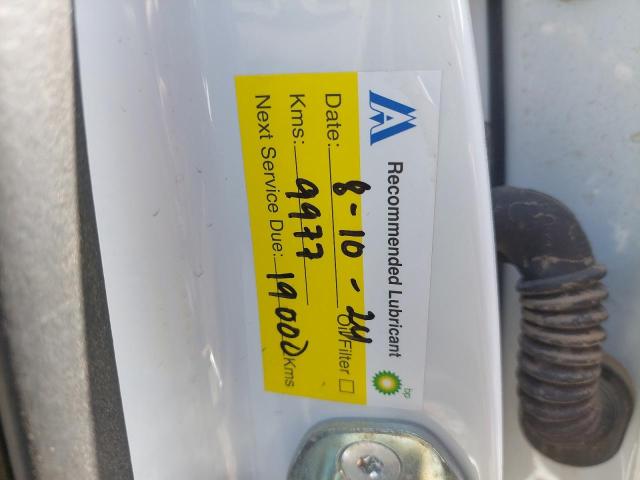 Recommended Lubricant
bp
Date: 8-10-24 Oil Filter
Kms: 9977
Next Service Due: 19000 Kms